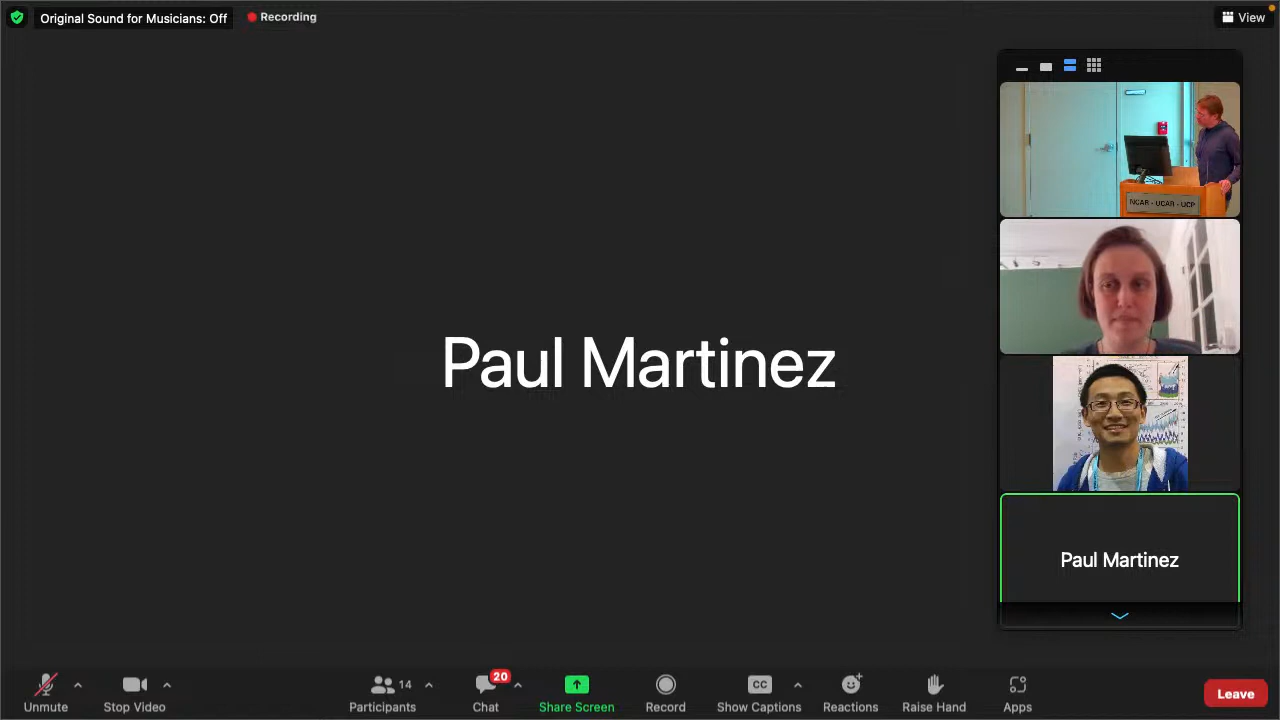 Original Sound for Musicians: Off
Recording
View
NCAR - UCAR - UCP
Paul Martinez
Paul Martinez
Unmute
Stop Video
14
Participants
20
Chat
Share Screen
Record
CC
Show Captions
Reactions
Raise Hand
Apps
Leave